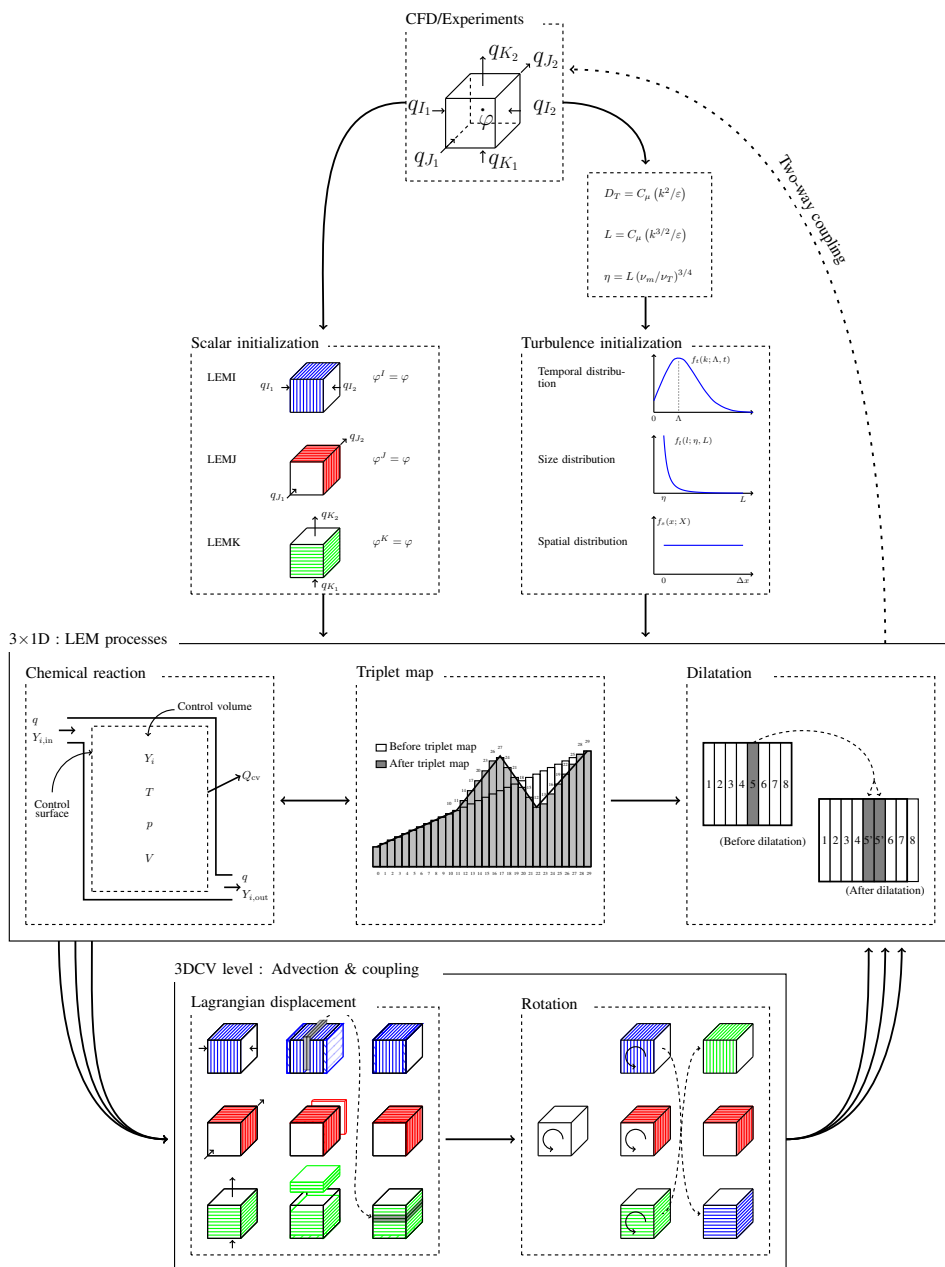 CFD/Experiments
q_{K_2}
q_{J_2}
q_{I_1}
q_{I_2}
φ
q_{J_1}
q_{K_1}
Two-way coupling
D_T = C_μ (k^2/ε)
L = C_μ (k^{3/2}/ε)
η = L (ν_m/ν_T)^{3/4}
Scalar initialization
LEMI
q_{I_1}
q_{I_2}
φ^I = φ
LEMJ
q_{J_2}
q_{J_1}
φ^J = φ
LEMK
q_{K_2}
q_{K_1}
φ^K = φ
Turbulence initialization
Temporal distribu-
tion
f_t(k; Λ, t)
0
Λ
Size distribution
f_l(l; η, L)
η
L
Spatial distribution
f_s(x; X)
0
Δx
3×1D : LEM processes
Chemical reaction
Control volume
q
Y_{i,in}
Control
surface
Y_i
T
p
V
Q_{cv}
q
Y_{i,out}
Triplet map
Before triplet map
After triplet map
0 1 2 3 4 5 6 7 8 9 10 11 12 13 14 15 16 17 18 19 20 21 22 23 24 25 26 27 28 29
Dilatation
1 2 3 4 5 6 7 8
(Before dilatation)
1 2 3 4 5' 5' 6 7 8
(After dilatation)
3DCV level : Advection & coupling
Lagrangian displacement
Rotation